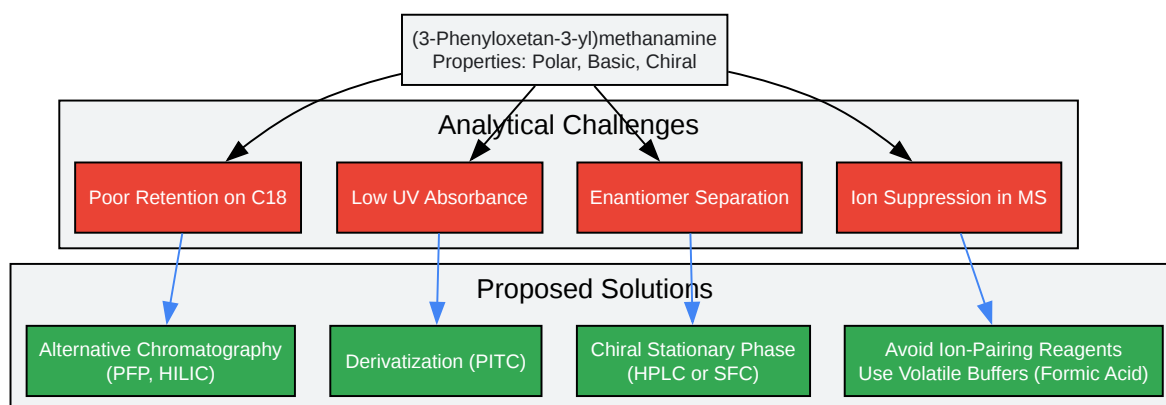 (3-Phenyloxetan-3-yl)methanamine
Properties: Polar, Basic, Chiral
Analytical Challenges
Poor Retention on C18
Low UV Absorbance
Enantiomer Separation
Ion Suppression in MS
Proposed Solutions
Alternative Chromatography
(PFP, HILIC)
Derivatization (PITC)
Chiral Stationary Phase
(HPLC or SFC)
Avoid Ion-Pairing Reagents
Use Volatile Buffers (Formic Acid)